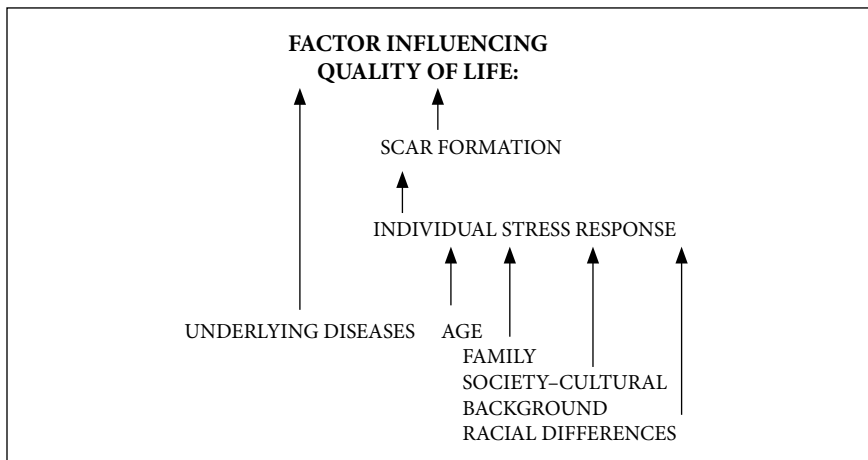 FACTOR INFLUENCING
QUALITY OF LIFE:
SCAR FORMATION
INDIVIDUAL STRESS RESPONSE
UNDERLYING DISEASES AGE
FAMILY
SOCIETY–CULTURAL
BACKGROUND
RACIAL DIFFERENCES